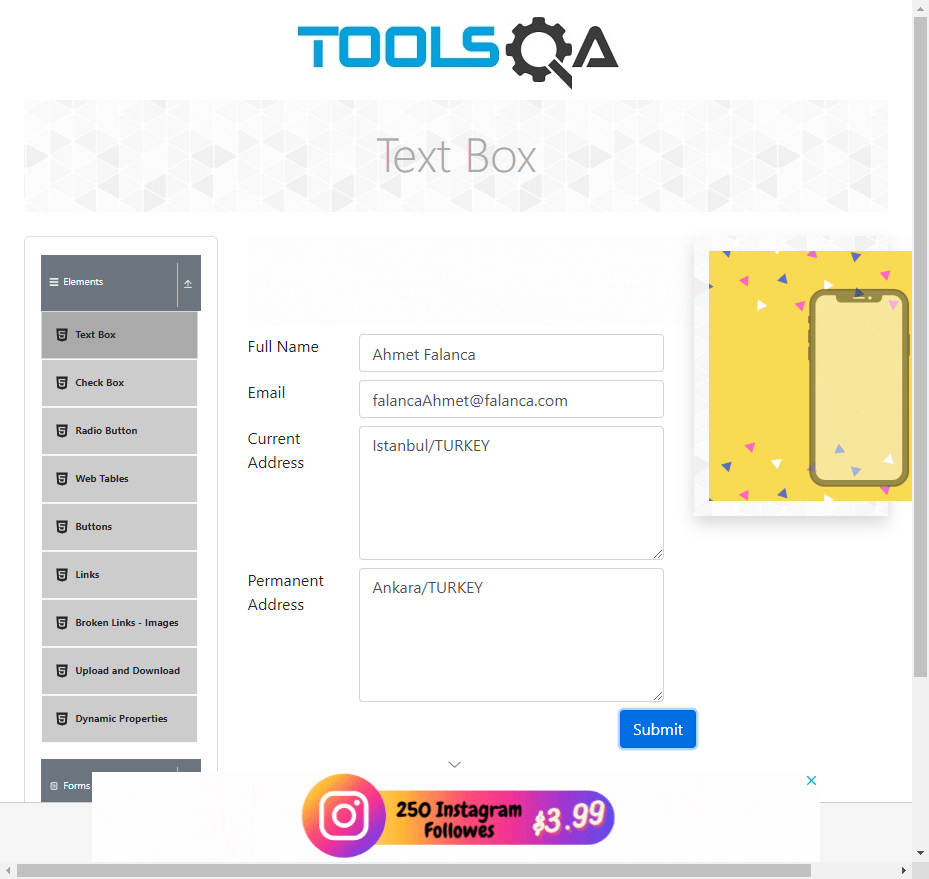 TOOLSQA
Text Box
Elements
Text Box
Check Box
Radio Button
Web Tables
Buttons
Links
Broken Links - Images
Upload and Download
Dynamic Properties
Forms
Full Name
Ahmet Falanca
Email
falancaAhmet@falanca.com
Current
Address
Istanbul/TURKEY
Permanent
Address
Ankara/TURKEY
Submit
250 Instagram
Followes
$3.99